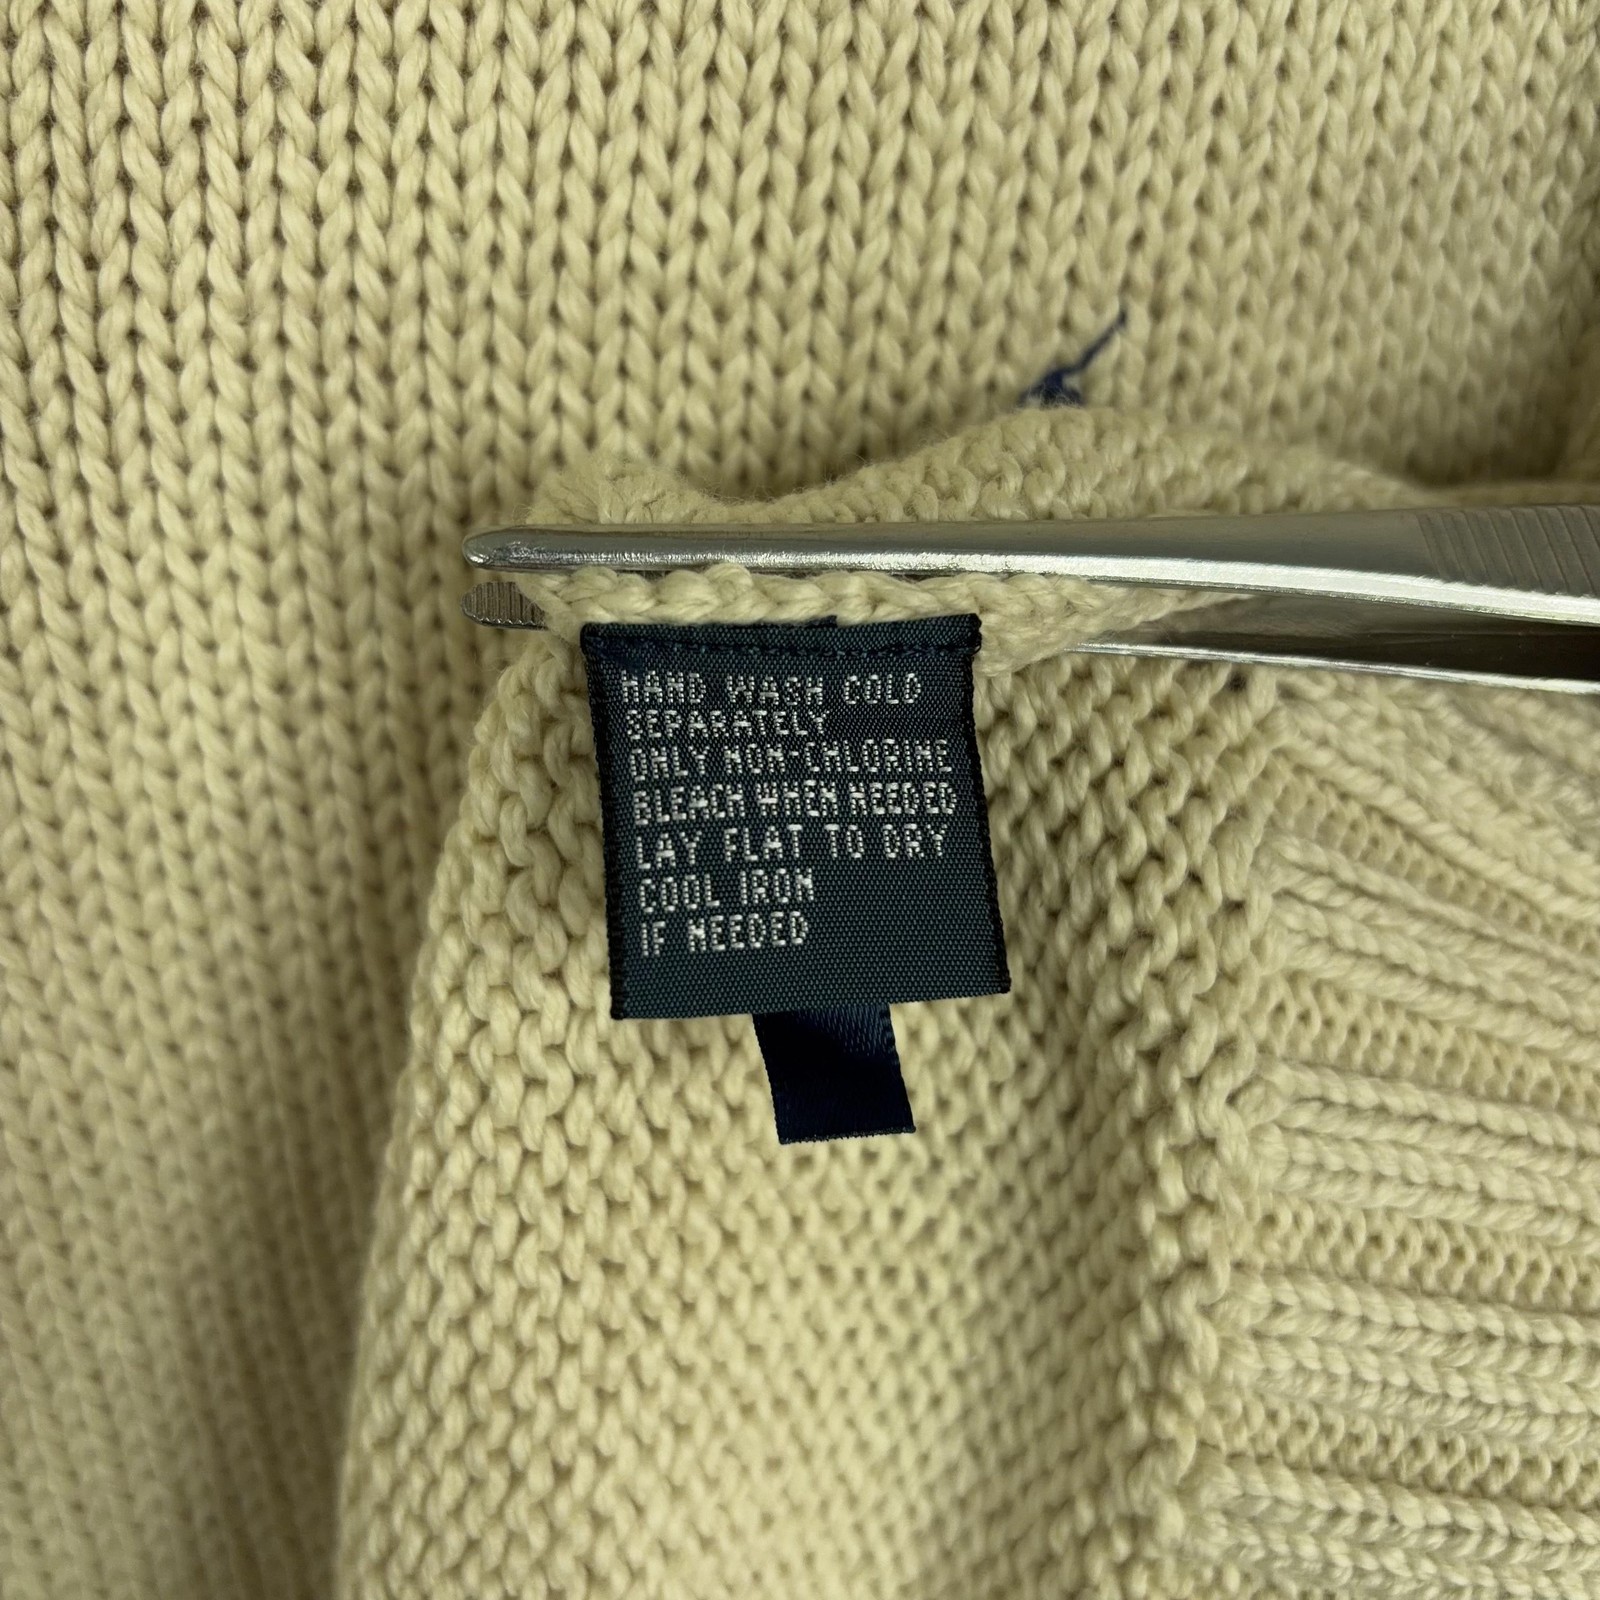 HAND WASH COLD
SEPARATELY
ONLY NON-CHLORINE
BLEACH WHEN NEEDED
LAY FLAT TO DRY
COOL IRON
IF NEEDED